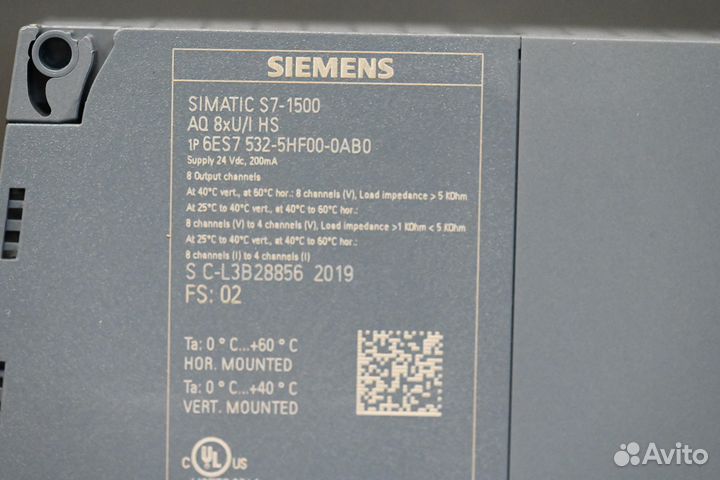 SIEMENS
SIMATIC S7-1500
AQ 8xU/I HS
1P 6ES7 532-5HF00-0AB0
Supply 24 Vdc, 200mA
8 Output channels
At 40°C vert., at 60°C hor.: 8 channels (V), Load impedance > 5 KOhm
At 25°C to 40°C vert., at 40°C to 60°C hor.:
8 channels (V) to 4 channels (V), Load impedance >1 KOhm < 5 KOhm
At 25°C to 40°C vert., at 40°C to 60°C hor.:
8 channels (I) to 4 channels (I)
S C-L3B28856 2019
FS: 02
Ta: 0 ° C...+60 ° C
HOR. MOUNTED
Ta: 0 ° C...+40 ° C
VERT. MOUNTED
C UL US
Avito